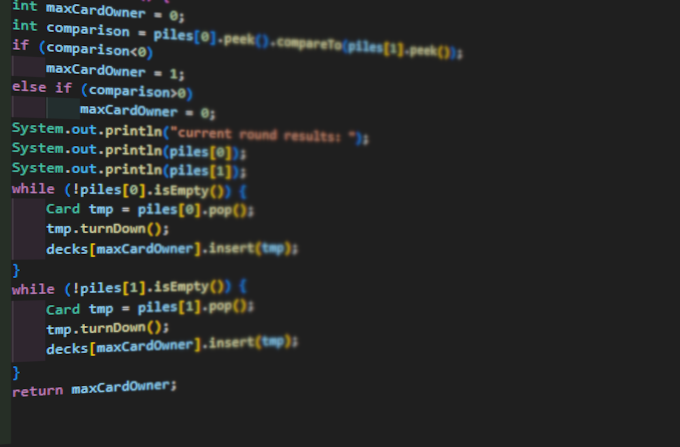 () {
int maxCardOwner = 0;
int comparison = piles[0].peek().compareTo(piles[1].peek());
if (comparison<0)
maxCardOwner = 1;
else if (comparison>0)
maxCardOwner = 0;
System.out.println("current round results: ");
System.out.println(piles[0]);
System.out.println(piles[1]);
while (!piles[0].isEmpty()) {
Card tmp = piles[0].pop();
tmp.turnDown();
decks[maxCardOwner].insert(tmp);
}
while (!piles[1].isEmpty()) {
Card tmp = piles[1].pop();
tmp.turnDown();
decks[maxCardOwner].insert(tmp);
}
return maxCardOwner;